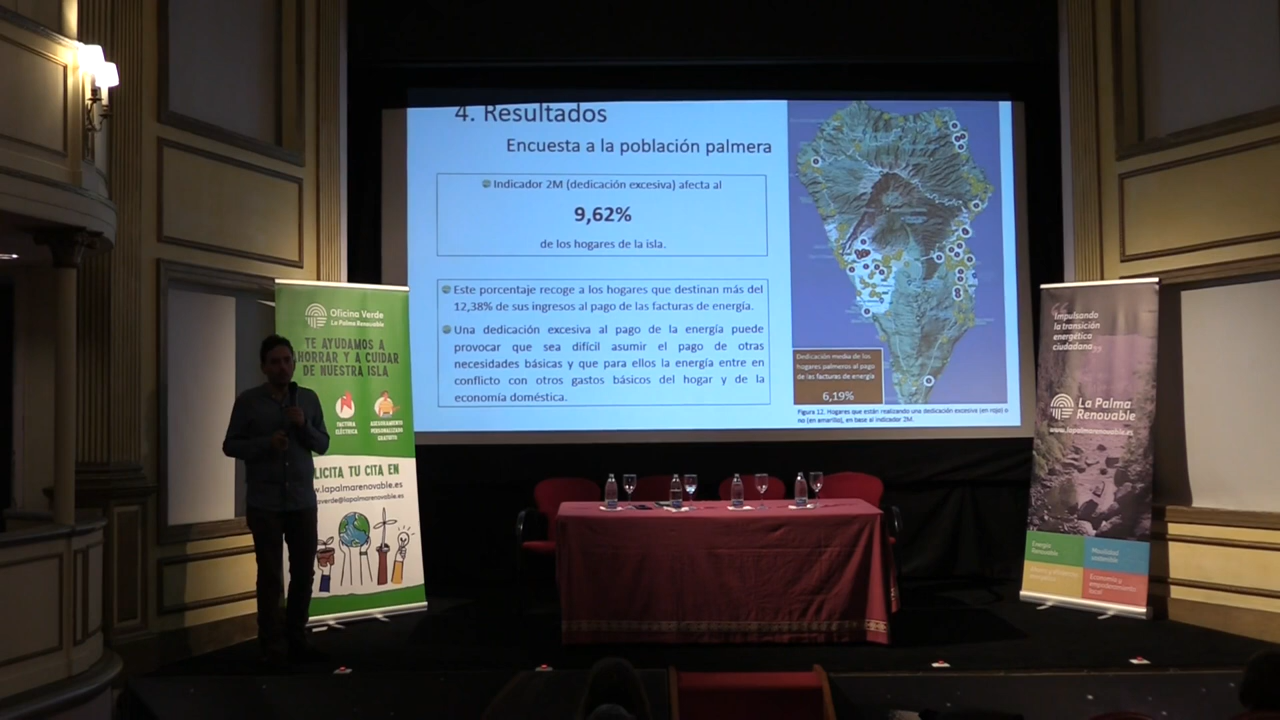 4. Resultados
Encuesta a la población palmera
Indicador 2M (dedicación excesiva) afecta al
9,62%
de los hogares de la isla.
Este porcentaje recoge a los hogares que destinan más del
12,38% de sus ingresos al pago de las facturas de energía.
Una dedicación excesiva al pago de la energía puede
provocar que sea difícil asumir el pago de otras
necesidades básicas y que para ellos la energía entre en
conflicto con otros gastos básicos del hogar y de la
economía doméstica.
Dedicación media de los
hogares palmeros al pago
de las facturas de energía
6,19%
Figura 12. Hogares que están realizando una dedicación excesiva (en rojo) o
no (en amarillo), en base al indicador 2M.
Oficina Verde
La Palma Renovable
TE AYUDAMOS A
AHORRAR Y A CUIDAR
DE NUESTRA ISLA
FACTURA
ELÉCTRICA
ASESORAMIENTO
PERSONALIZADO
GRATUITO
LICITA TU CITA EN
w.lapalmarenovable.es
averde@lapalmarenovable.es
Impulsando
la transición
energética
ciudadana
La Palma
Renovable
www.lapalmarenovable.es
Energía
Renovable
Movilidad
sostenible
Ahorro y eficiencia
energética
Economía y
empoderamiento
local